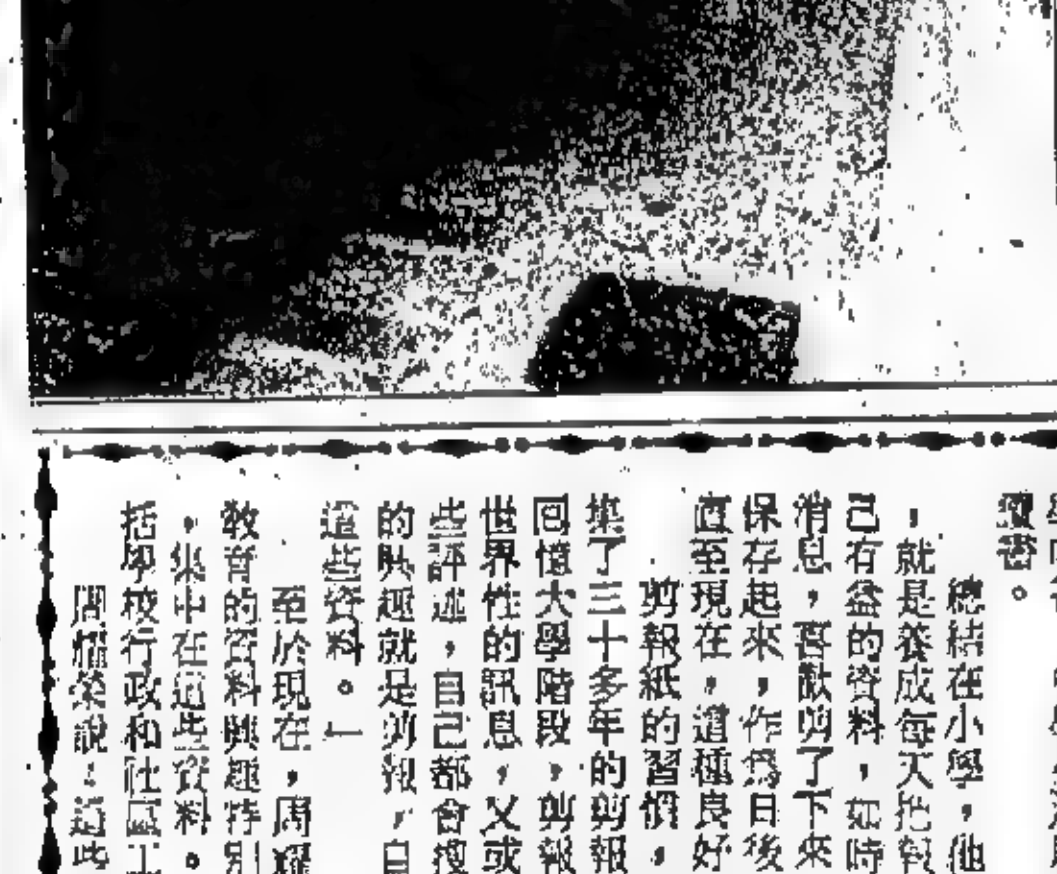 書。
總結在小學，他
，就是養成每天把報
己有益的資料，如時
消息，喜歡剪了下來
保存起來，作為日後
直至現在，這種良好
剪報紙的習慣，
集了三十多年的剪報
回憶大學階段，剪報
世界性的訊息，又或
些評述，自己都會搜
的興趣就是剪報，自
這些資料。」
至於現在，周耀
教育的資料興趣特別
，集中在這些資料。
括學校行政和社區工
周耀榮說：這些